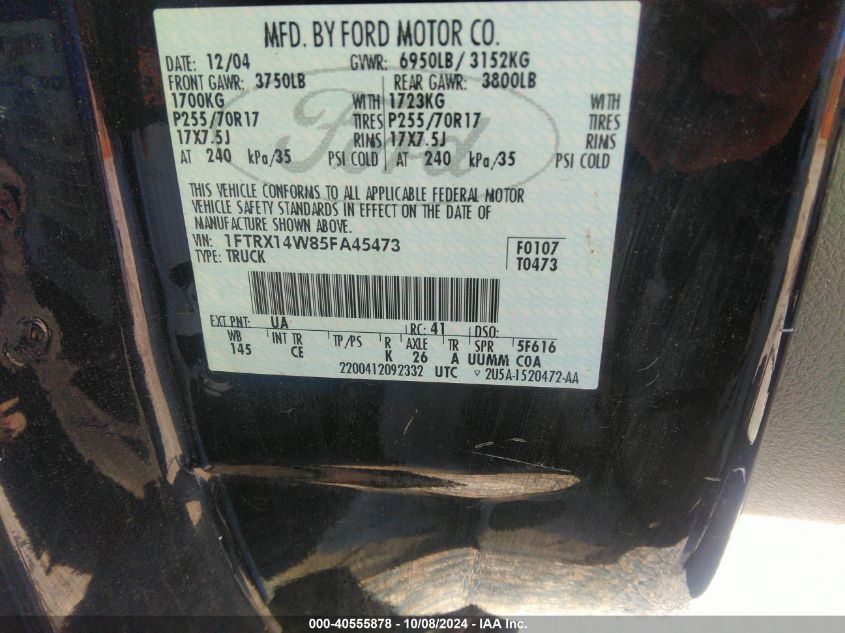 MFD. BY FORD MOTOR CO.
DATE: 12/04 GVWR: 6950LB/ 3152KG
FRONT GAWR: 3750LB REAR GAWR: 3800LB
1700KG WITH 1723KG WITH
P255/70R17 TIRES P255/70R17 TIRES
17X7.5J RIMS 17X7.5J RIMS
AT 240 kPa/35 PSI COLD AT 240 kPa/35 PSI COLD
Ford
THIS VEHICLE CONFORMS TO ALL APPLICABLE FEDERAL MOTOR
VEHICLE SAFETY STANDARDS IN EFFECT ON THE DATE OF
MANUFACTURE SHOWN ABOVE.
VIN: 1FTRX14W85FA45473 F0107
TYPE: TRUCK T0473
EXT PNT: UA RC: 41 DSO:
WB INT TR TP/PS R AXLE TR SPR 5F616
145 CE K 26 A UUMM COA
2200412092332 UTC ▽ 2U5A-1520472-AA
000-40555878 - 10/08/2024 - IAA Inc.